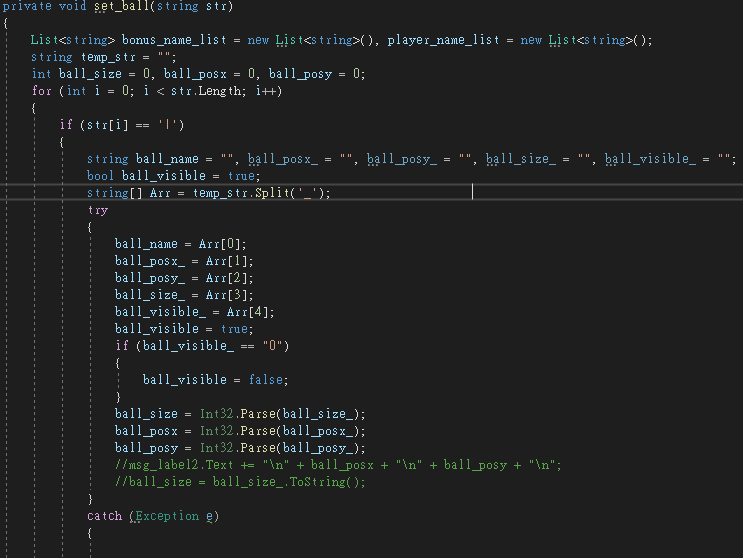 private void set_ball(string str)
{
List<string> bonus_name_list = new List<string>(), player_name_list = new List<string>();
string temp_str = "";
int ball_size = 0, ball_posx = 0, ball_posy = 0;
for (int i = 0; i < str.Length; i++)
{
if (str[i] == '|')
{
string ball_name = "", ball_posx_ = "", ball_posy_ = "", ball_size_ = "", ball_visible_ = "";
bool ball_visible = true;
string[] Arr = temp_str.Split('_');
try
{
ball_name = Arr[0];
ball_posx_ = Arr[1];
ball_posy_ = Arr[2];
ball_size_ = Arr[3];
ball_visible_ = Arr[4];
ball_visible = true;
if (ball_visible_ == "0")
{
ball_visible = false;
}
ball_size = Int32.Parse(ball_size_);
ball_posx = Int32.Parse(ball_posx_);
ball_posy = Int32.Parse(ball_posy_);
//msg_label2.Text += "\n" + ball_posx + "\n" + ball_posy + "\n";
//ball_size = ball_size_.ToString();
}
catch (Exception e)
{